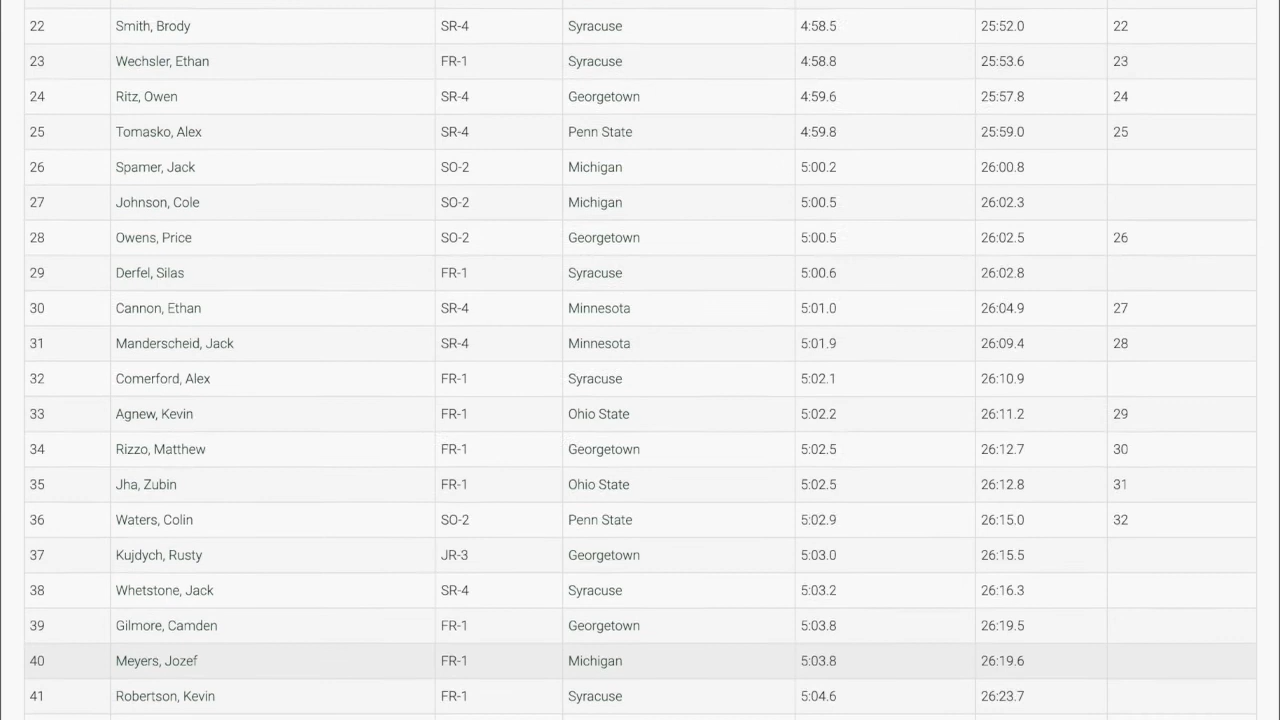 22 Smith, Brody SR-4 Syracuse 4:58.5 25:52.0 22
23 Wechsler, Ethan FR-1 Syracuse 4:58.8 25:53.6 23
24 Ritz, Owen SR-4 Georgetown 4:59.6 25:57.8 24
25 Tomasko, Alex SR-4 Penn State 4:59.8 25:59.0 25
26 Spamer, Jack SO-2 Michigan 5:00.2 26:00.8
27 Johnson, Cole SO-2 Michigan 5:00.5 26:02.3
28 Owens, Price SO-2 Georgetown 5:00.5 26:02.5 26
29 Derfel, Silas FR-1 Syracuse 5:00.6 26:02.8
30 Cannon, Ethan SR-4 Minnesota 5:01.0 26:04.9 27
31 Manderscheid, Jack SR-4 Minnesota 5:01.9 26:09.4 28
32 Comerford, Alex FR-1 Syracuse 5:02.1 26:10.9
33 Agnew, Kevin FR-1 Ohio State 5:02.2 26:11.2 29
34 Rizzo, Matthew FR-1 Georgetown 5:02.5 26:12.7 30
35 Jha, Zubin FR-1 Ohio State 5:02.5 26:12.8 31
36 Waters, Colin SO-2 Penn State 5:02.9 26:15.0 32
37 Kujdych, Rusty JR-3 Georgetown 5:03.0 26:15.5
38 Whetstone, Jack SR-4 Syracuse 5:03.2 26:16.3
39 Gilmore, Camden FR-1 Georgetown 5:03.8 26:19.5
40 Meyers, Jozef FR-1 Michigan 5:03.8 26:19.6
41 Robertson, Kevin FR-1 Syracuse 5:04.6 26:23.7